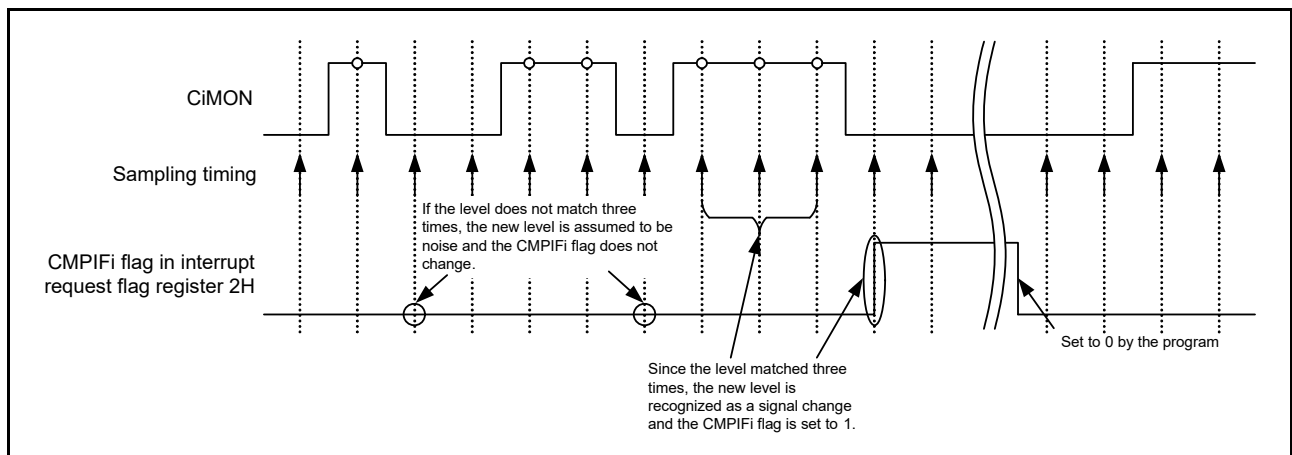 CiMON
Sampling timing
If the level does not match three
times, the new level is assumed to be
noise and the CMPIFi flag does not
change.
CMPIFi flag in interrupt
request flag register 2H
Set to 0 by the program
Since the level matched three
times, the new level is
recognized as a signal change
and the CMPIFi flag is set to 1.